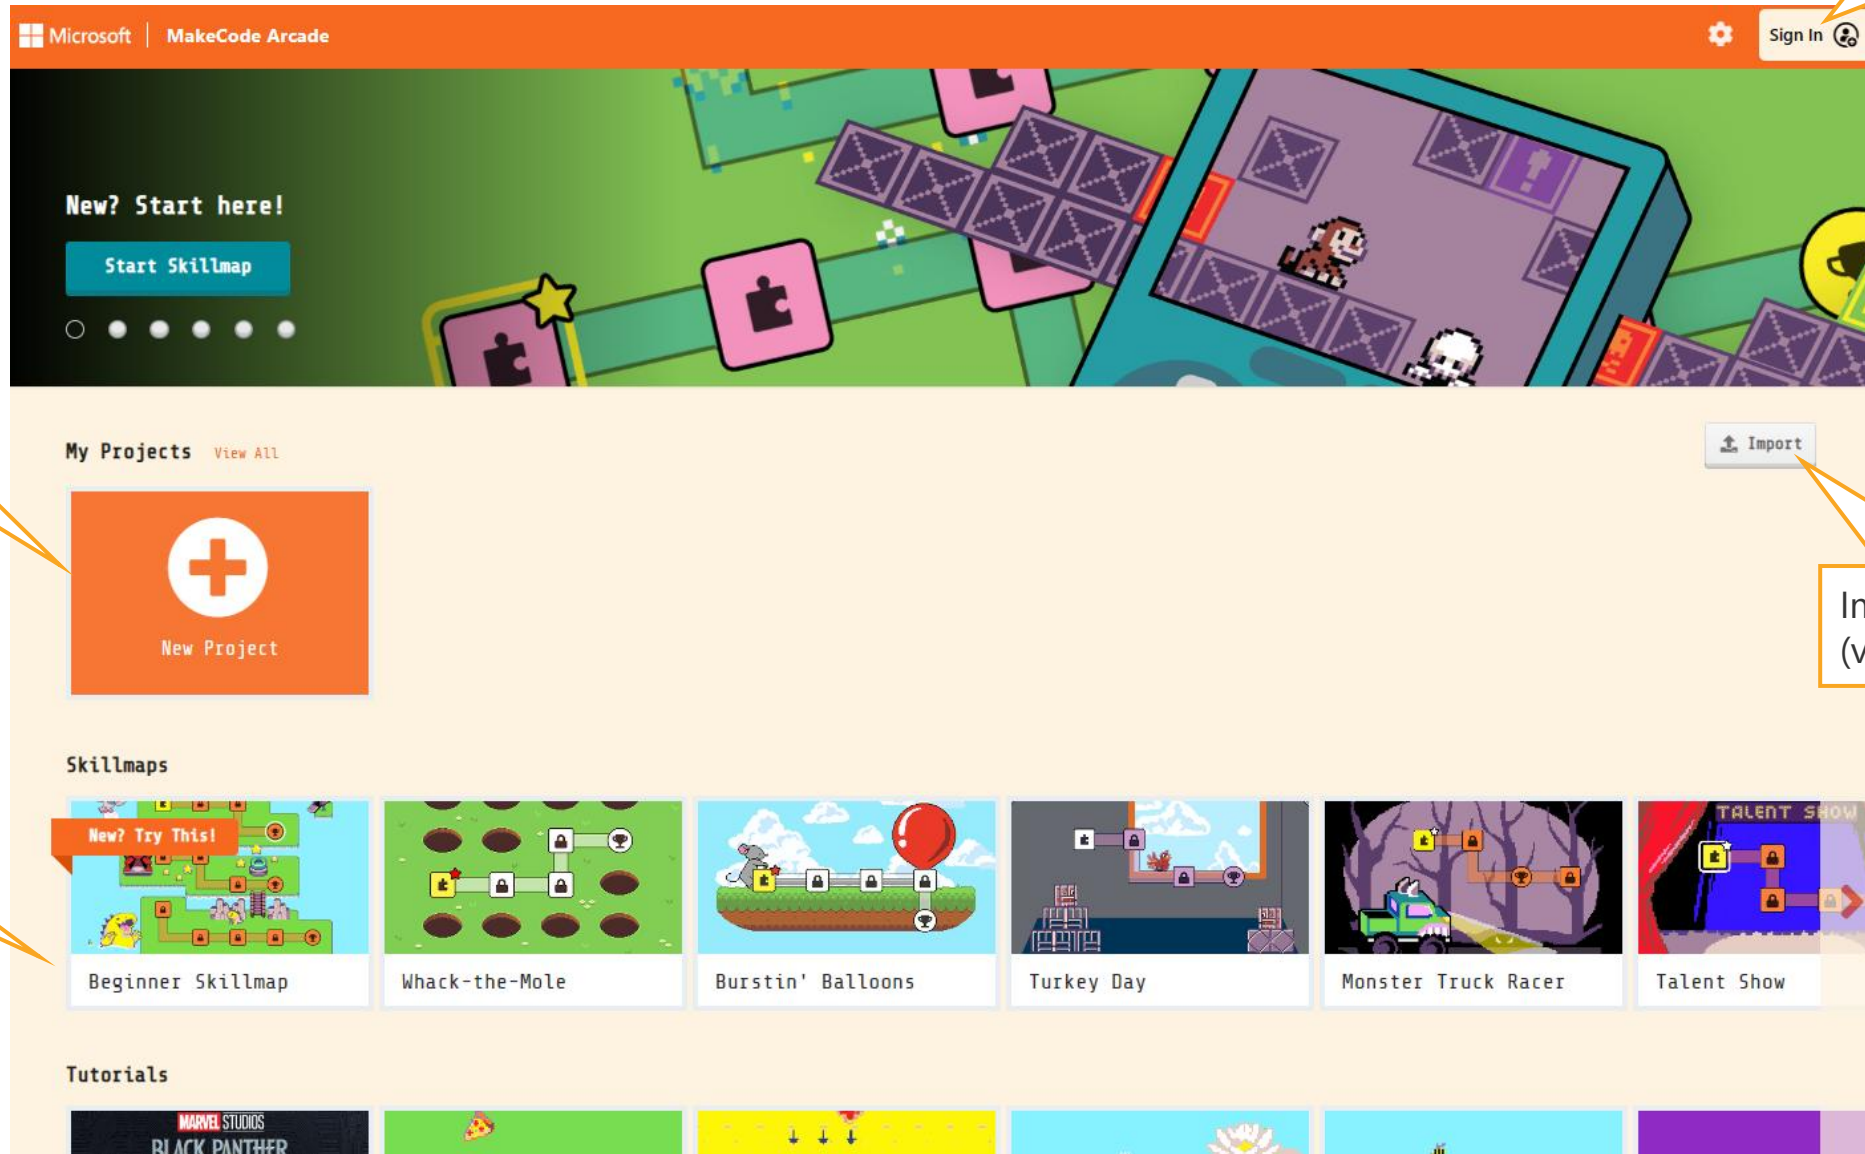 Microsoft | MakeCode Arcade
Sign In
New? Start here!
Start Skillmap
My Projects View All
Import
New Project
Skillmaps
New? Try This!
TALENT SHOW
Beginner Skillmap
Whack-the-Mole
Burstin' Balloons
Turkey Day
Monster Truck Racer
Talent Show
Tutorials
MARVEL STUDIOS
BLACK PANTHER